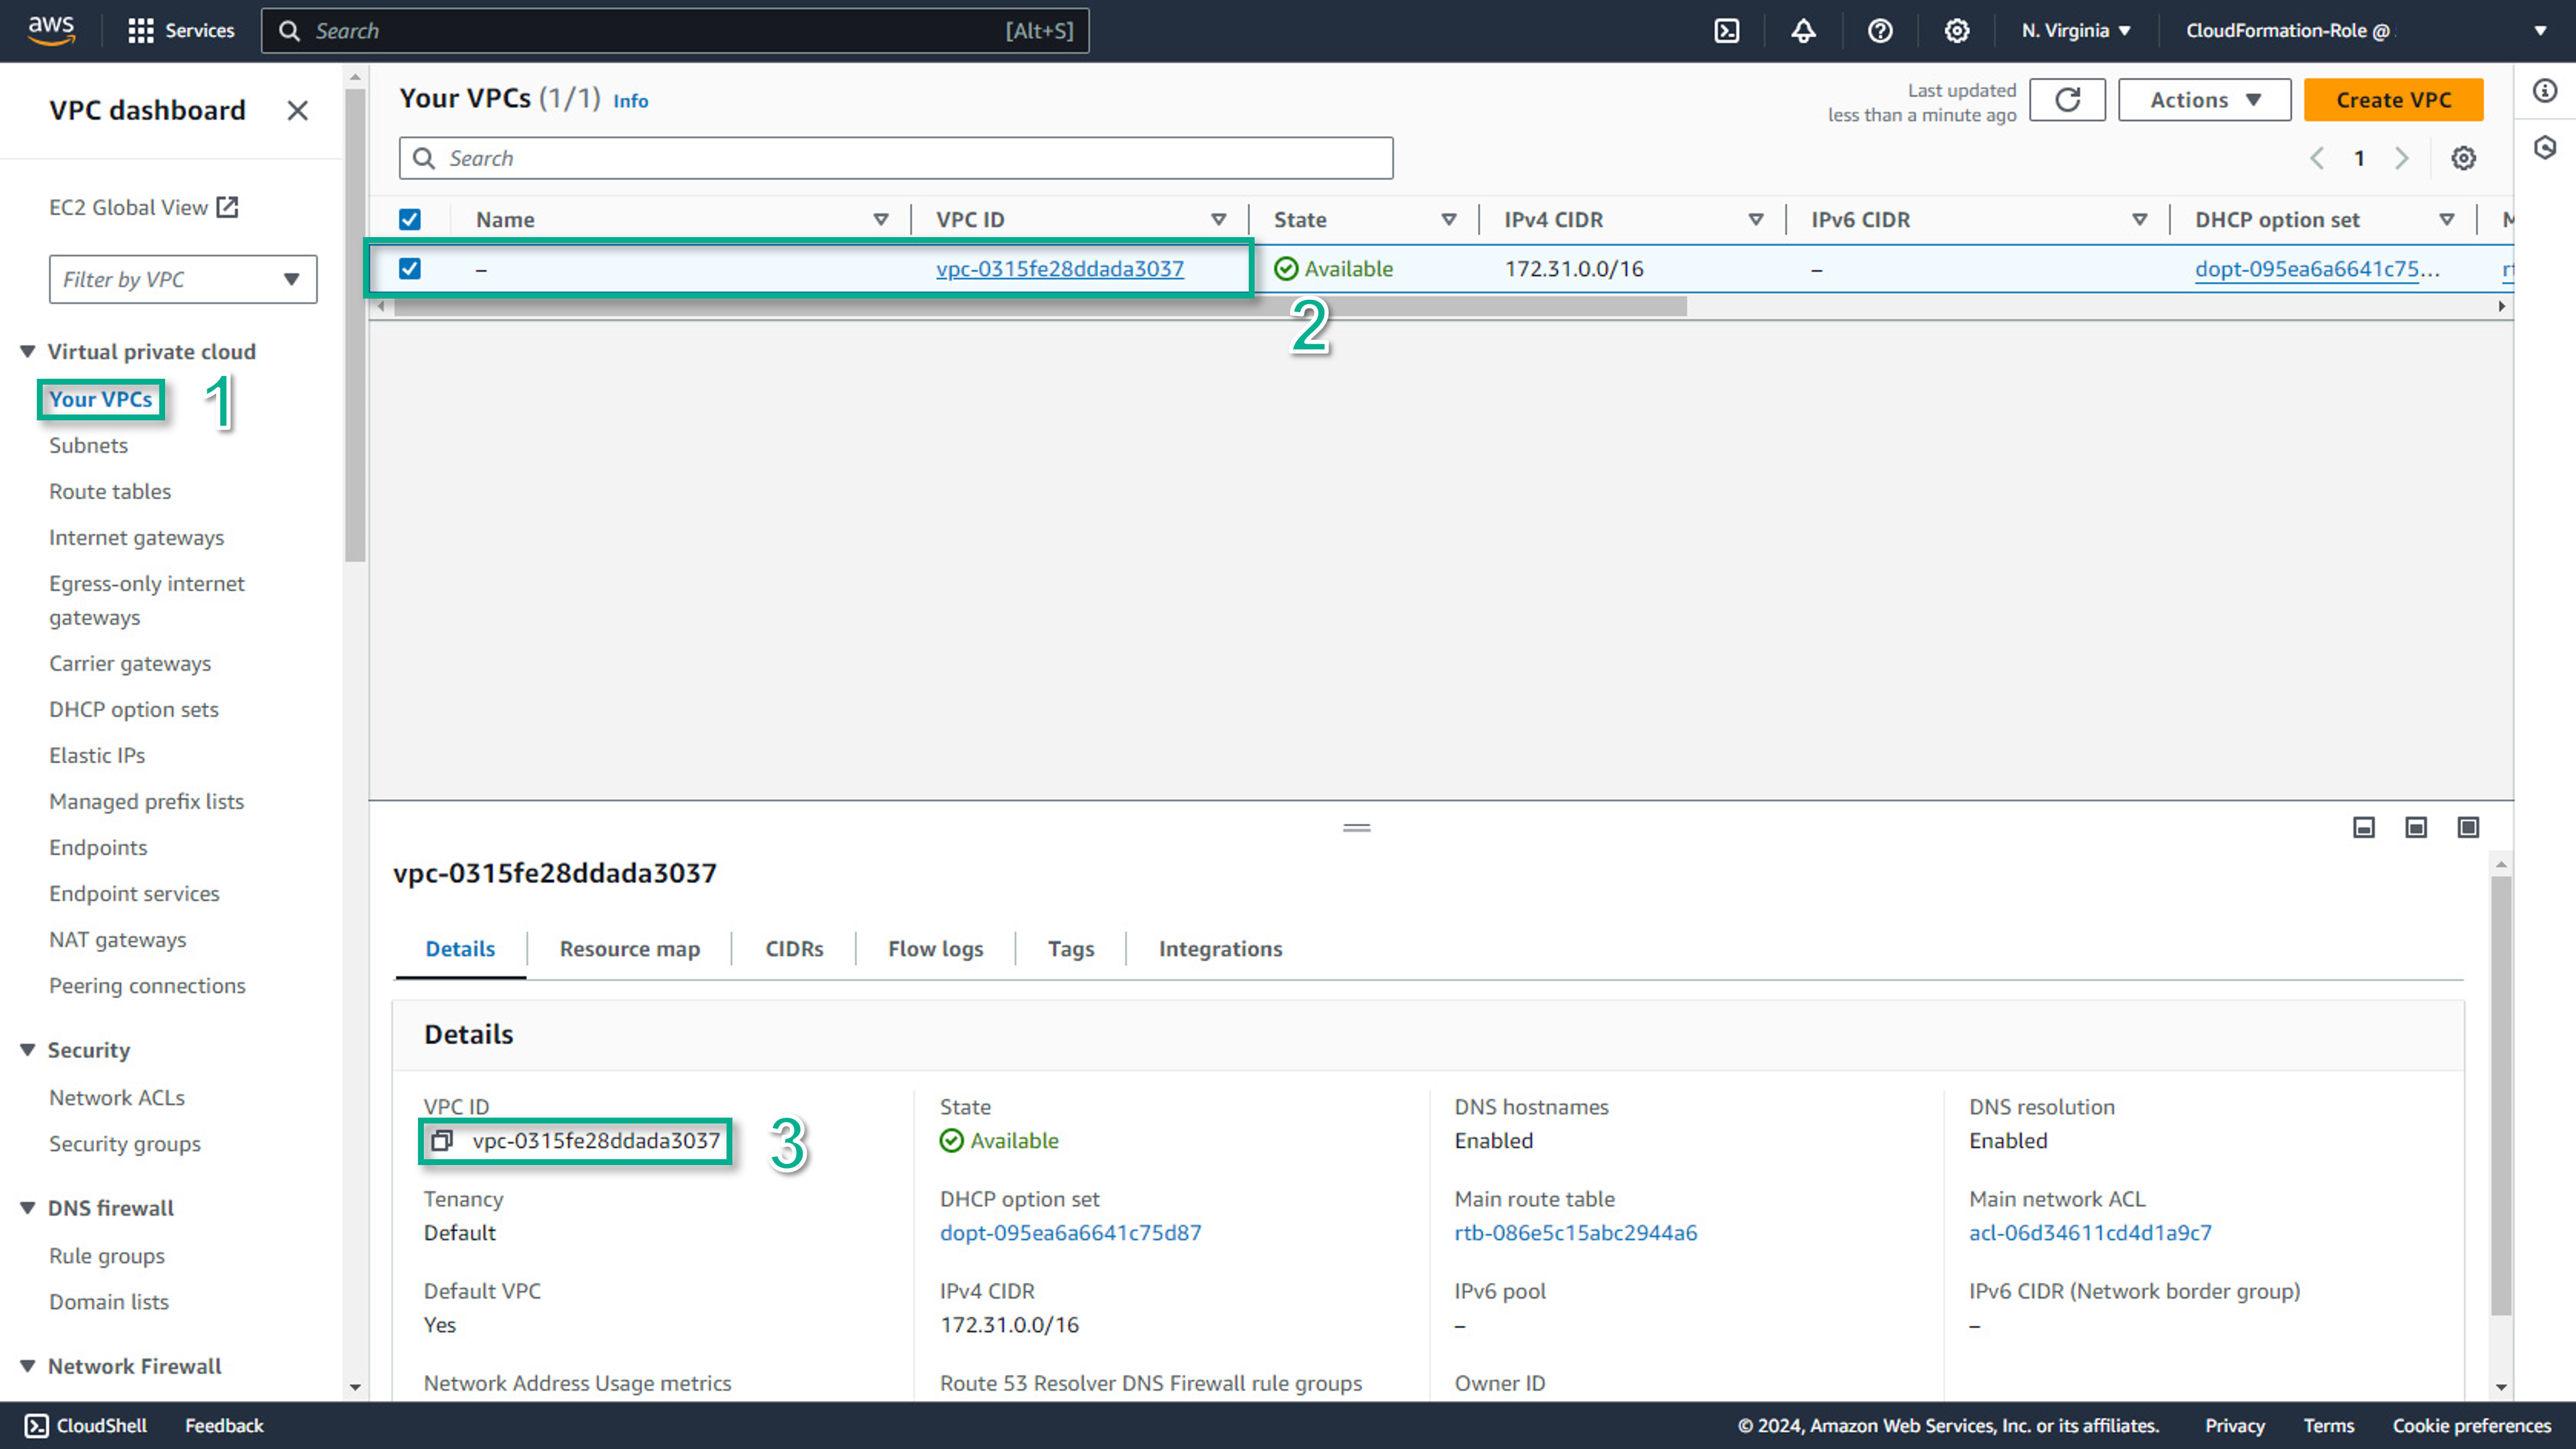 aws
Services
Search
[Alt+S]
N. Virginia
CloudFormation-Role @
VPC dashboard
EC2 Global View
Filter by VPC
Virtual private cloud
Your VPCs
1
Subnets
Route tables
Internet gateways
Egress-only internet
gateways
Carrier gateways
DHCP option sets
Elastic IPs
Managed prefix lists
Endpoints
Endpoint services
NAT gateways
Peering connections
Security
Network ACLs
Security groups
DNS firewall
Rule groups
Domain lists
Network Firewall
Your VPCs (1/1) Info
Last updated
less than a minute ago
Actions
Create VPC
Search
1
Name
VPC ID
State
IPv4 CIDR
IPv6 CIDR
DHCP option set
–
vpc-0315fe28ddada3037
Available
172.31.0.0/16
–
dopt-095ea6a6641c75...
2
vpc-0315fe28ddada3037
Details
Resource map
CIDRs
Flow logs
Tags
Integrations
Details
VPC ID
vpc-0315fe28ddada3037
3
State
Available
DNS hostnames
Enabled
DNS resolution
Enabled
Tenancy
Default
DHCP option set
dopt-095ea6a6641c75d87
Main route table
rtb-086e5c15abc2944a6
Main network ACL
acl-06d34611cd4d1a9c7
Default VPC
Yes
IPv4 CIDR
172.31.0.0/16
IPv6 pool
–
IPv6 CIDR (Network border group)
–
Network Address Usage metrics
Route 53 Resolver DNS Firewall rule groups
Owner ID
CloudShell
Feedback
© 2024, Amazon Web Services, Inc. or its affiliates.
Privacy
Terms
Cookie preferences